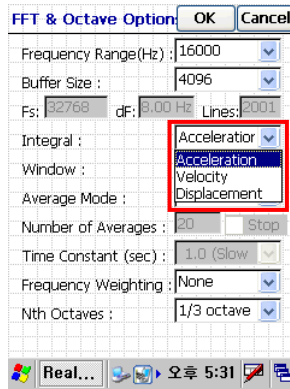 FFT & Octave Option: OK Cancel
Frequency Range(Hz) : 16000
Buffer Size : 4096
Fs: 32768 dF: 8.00 Hz Lines: 2001
Integral : Acceleration
Acceleration
Window : Velocity
Displacement
Average Mode :
Number of Averages : 20 Stop
Time Constant (sec) : 1.0 (Slow
Frequency Weighting : None
Nth Octaves : 1/3 octave
Real... 오후 5:31